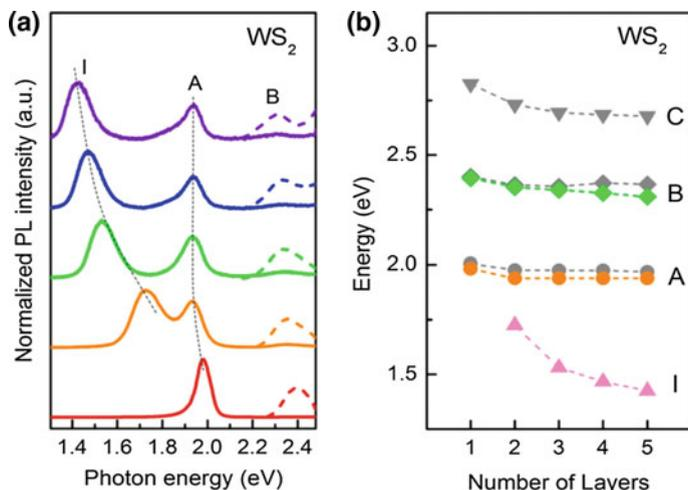 (a)
WS₂
I
A
B
Normalized PL intensity (a.u.)
1.4 1.6 1.8 2.0 2.2 2.4
Photon energy (eV)
(b)
WS₂
3.0
2.5
2.0
1.5
Energy (eV)
C
B
A
I
1 2 3 4 5
Number of Layers